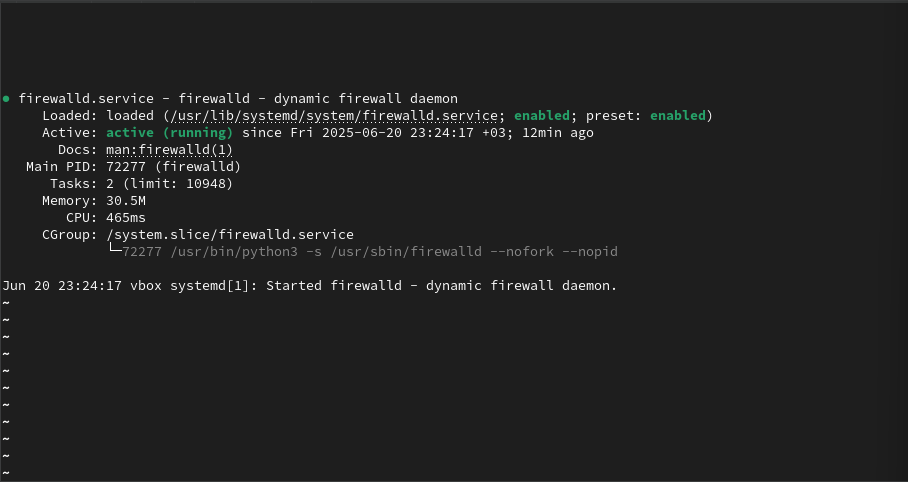 ● firewalld.service - firewalld - dynamic firewall daemon
     Loaded: loaded (/usr/lib/systemd/system/firewalld.service; enabled; preset: enabled)
     Active: active (running) since Fri 2025-06-20 23:24:17 +03; 12min ago
       Docs: man:firewalld(1)
   Main PID: 72277 (firewalld)
      Tasks: 2 (limit: 10948)
     Memory: 30.5M
        CPU: 465ms
     CGroup: /system.slice/firewalld.service
             └─72277 /usr/bin/python3 -s /usr/sbin/firewalld --nofork --nopid

Jun 20 23:24:17 vbox systemd[1]: Started firewalld - dynamic firewall daemon.
~
~
~
~
~
~
~
~
~
~
~